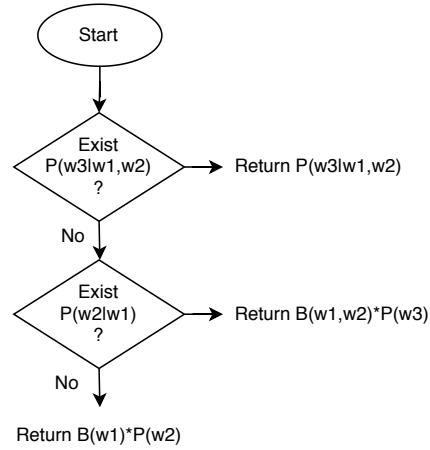 Start
Exist
P(w3|w1,w2)
?
Return P(w3|w1,w2)
No
Exist
P(w2|w1)
?
Return B(w1,w2)*P(w3)
No
Return B(w1)*P(w2)